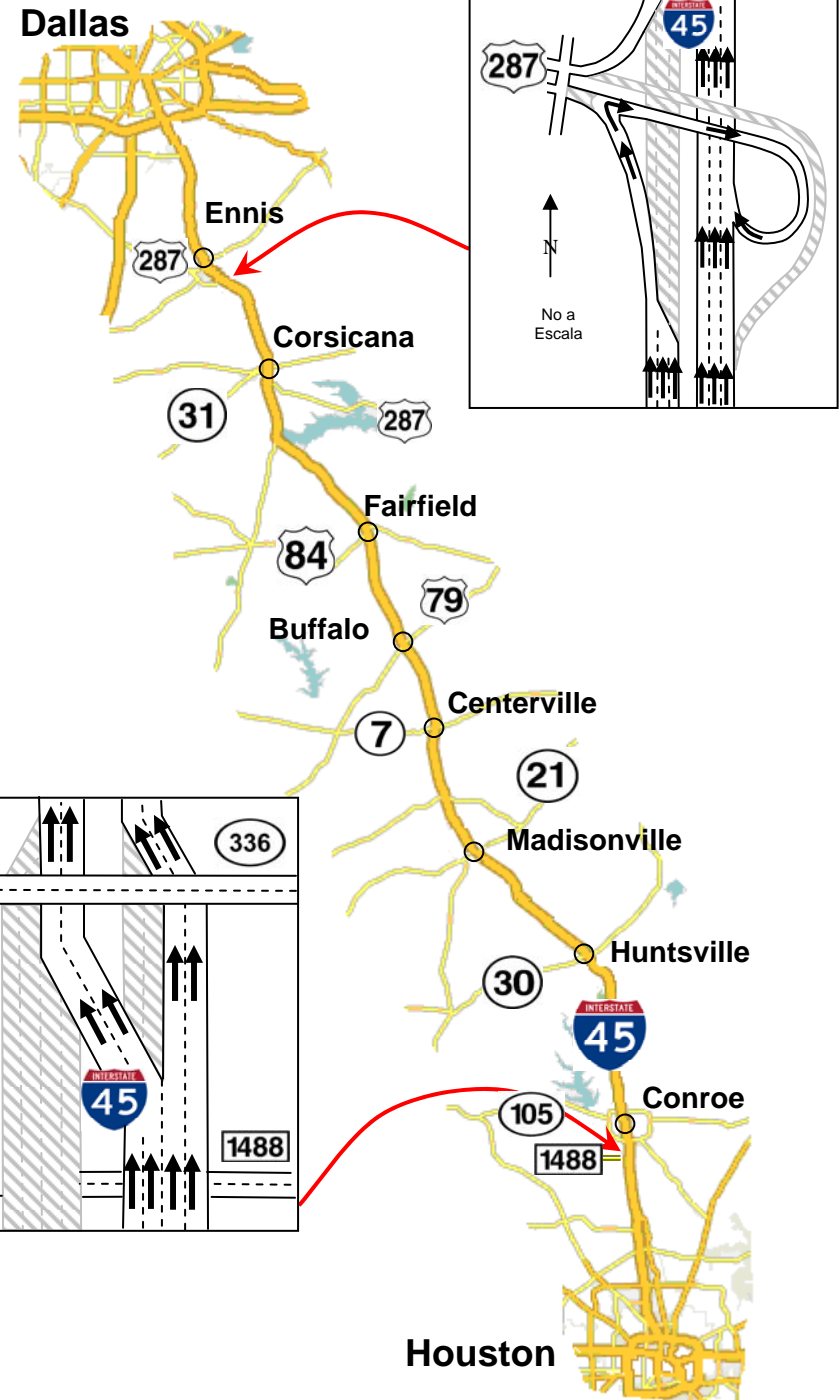 Dallas
INTERSTATE
45
287
N
No a
Escala
Ennis
287
Corsicana
31
287
Fairfield
84
79
Buffalo
Centerville
7
21
Madisonville
336
Huntsville
30
INTERSTATE
45
INTERSTATE
45
1488
Conroe
105
1488
Houston